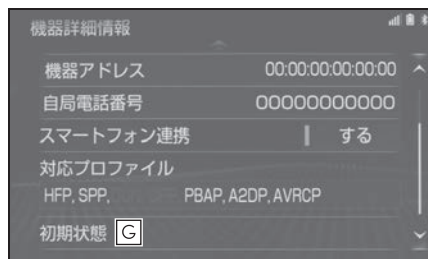 機器詳細情報
機器アドレス 00:00:00:00:00:00
自局電話番号 00000000000
スマートフォン連携 する
対応プロファイル
HFP, SPP, PBAP, A2DP, AVRCP
初期状態 G